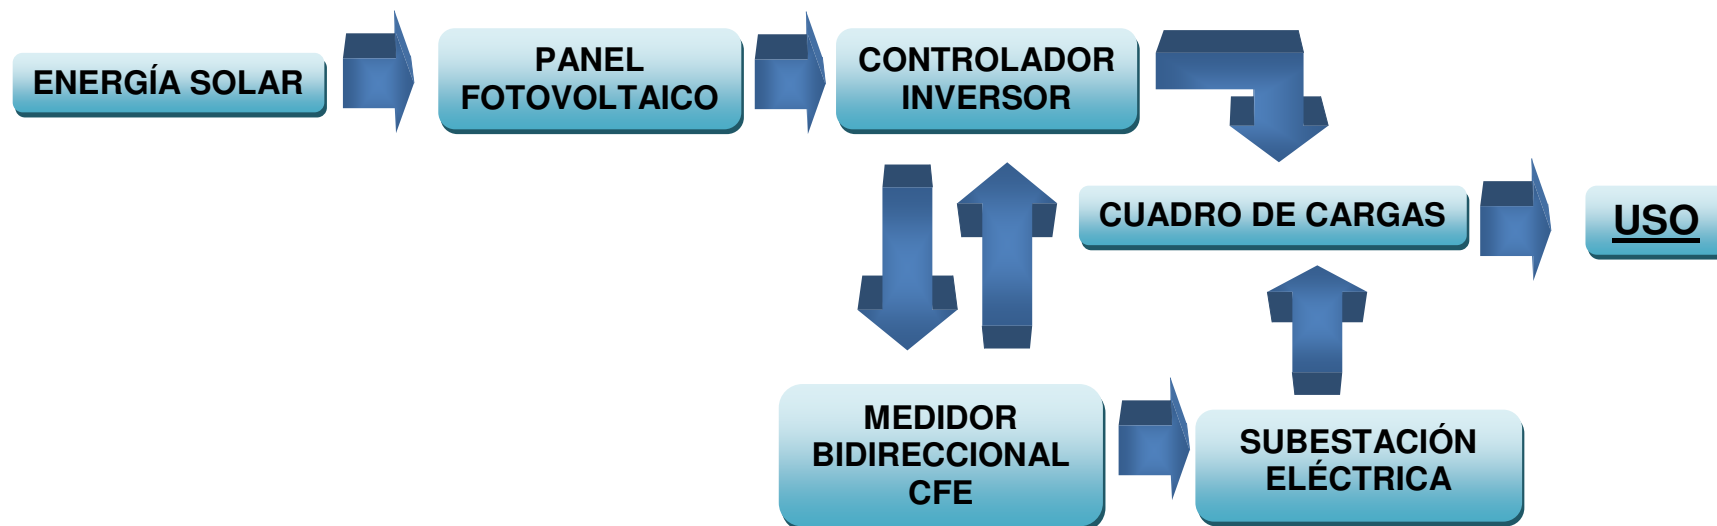 ENERGÍA SOLAR
PANEL
FOTOVOLTAICO
CONTROLADOR
INVERSOR
CUADRO DE CARGAS
USO
MEDIDOR
BIDIRECCIONAL
CFE
SUBESTACIÓN
ELÉCTRICA